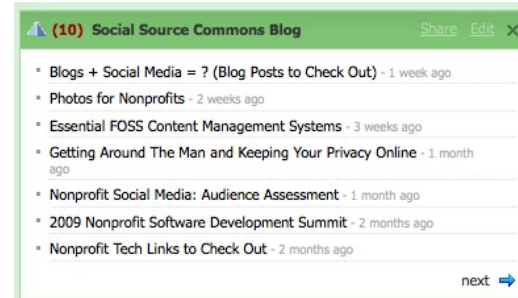 (10) Social Source Commons Blog Share Edit
Blogs + Social Media = ? (Blog Posts to Check Out) - 1 week ago
Photos for Nonprofits - 2 weeks ago
Essential FOSS Content Management Systems - 3 weeks ago
Getting Around The Man and Keeping Your Privacy Online - 1 month
ago
Nonprofit Social Media: Audience Assessment - 1 month ago
2009 Nonprofit Software Development Summit - 2 months ago
Nonprofit Tech Links to Check Out - 2 months ago
next